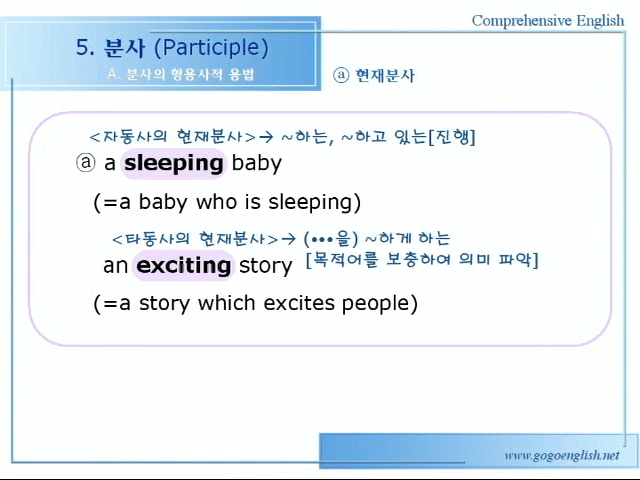 Comprehensive English
5. 분사 (Participle)
A. 분사의 형용사적 용법
ⓐ 현재분사
<자동사의 현재분사>→ ~하는, ~하고 있는[진행]
ⓐ a sleeping baby
(=a baby who is sleeping)
<타동사의 현재분사>→ (•••을) ~하게 하는
an exciting story [목적어를 보충하여 의미 파악]
(=a story which excites people)
www.gogoenglish.net